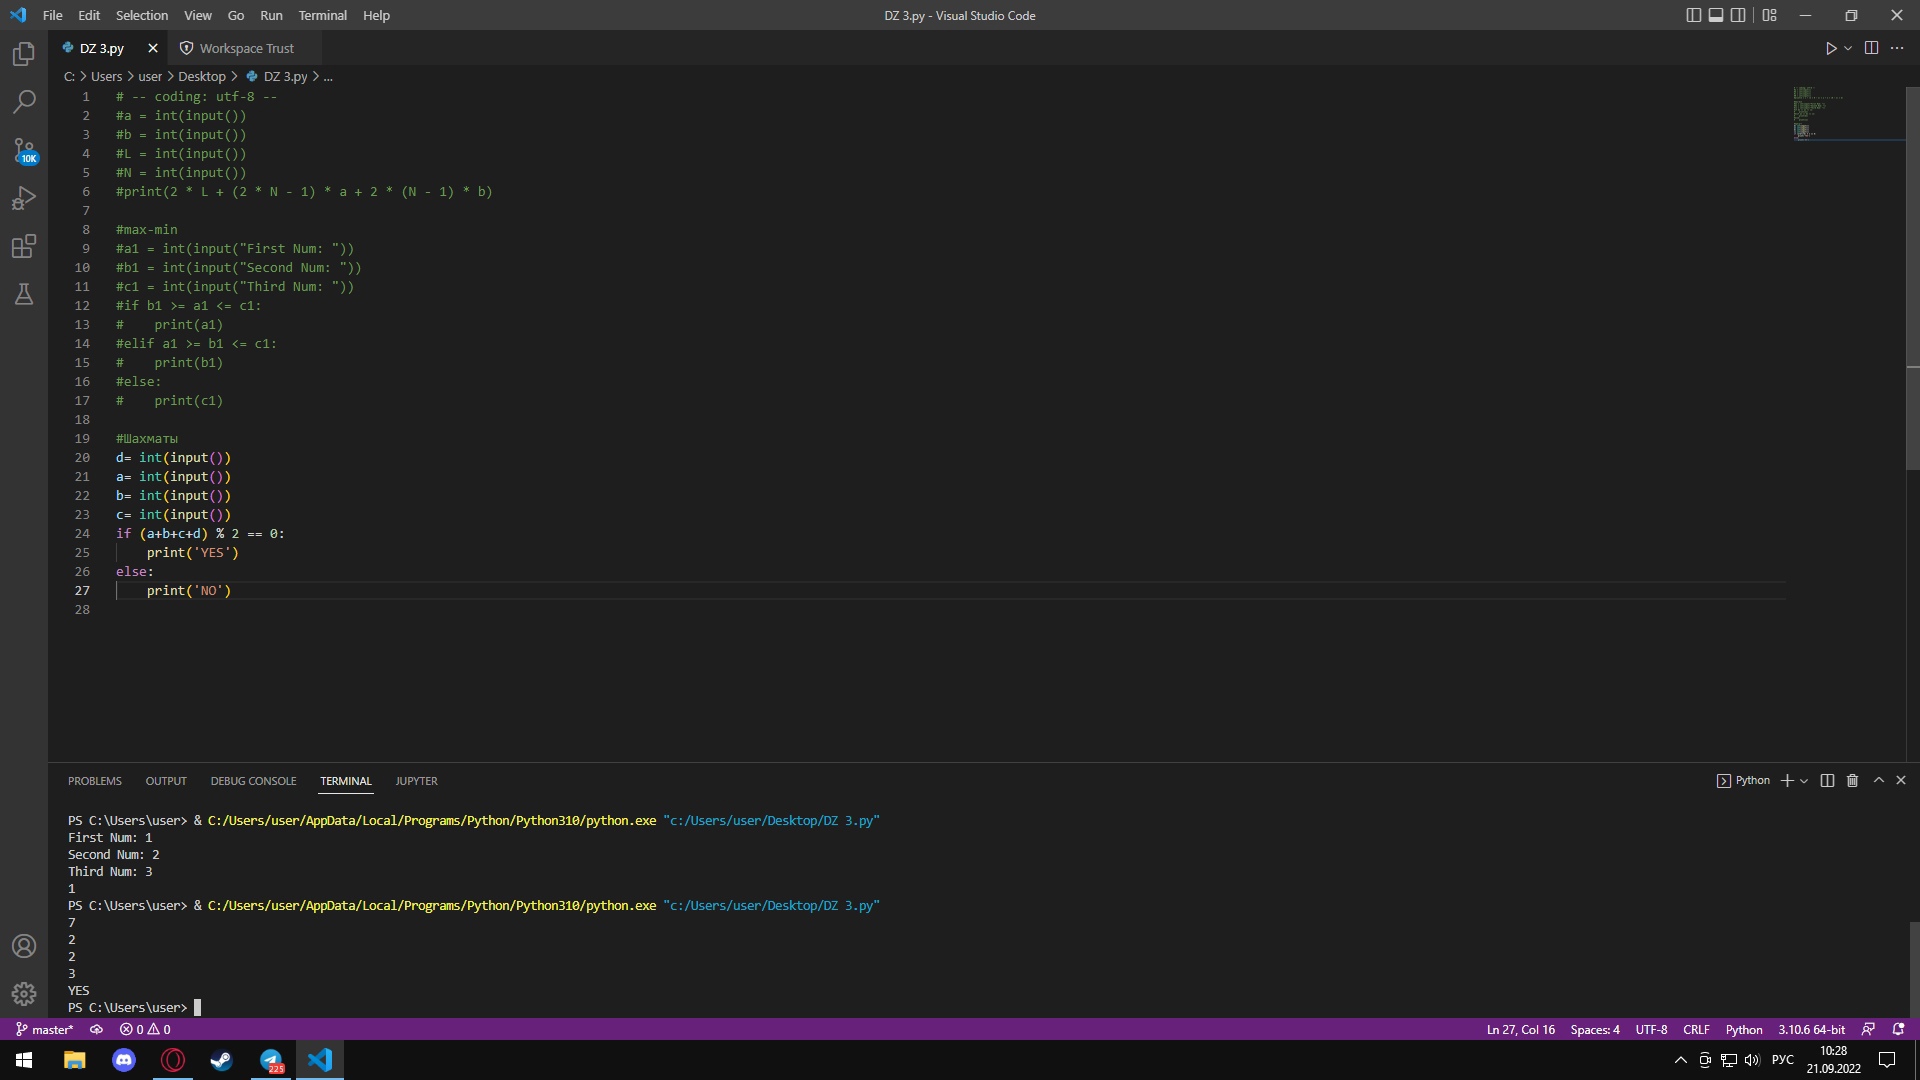 File Edit Selection View Go Run Terminal Help
DZ 3.py - Visual Studio Code
DZ 3.py
Workspace Trust
C: > Users > user > Desktop > DZ 3.py > ...
1 # -- coding: utf-8 --
2 #a = int(input())
3 #b = int(input())
4 #L = int(input())
5 #N = int(input())
6 #print(2 * L + (2 * N - 1) * a + 2 * (N - 1) * b)
7
8 #max-min
9 #a1 = int(input("First Num: "))
10 #b1 = int(input("Second Num: "))
11 #c1 = int(input("Third Num: "))
12 #if b1 >= a1 <= c1:
13 #    print(a1)
14 #elif a1 >= b1 <= c1:
15 #    print(b1)
16 #else:
17 #    print(c1)
18
19 #Шахматы
20 d= int(input())
21 a= int(input())
22 b= int(input())
23 c= int(input())
24 if (a+b+c+d) % 2 == 0:
25     print('YES')
26 else:
27     print('NO')
28
10K
PROBLEMS OUTPUT DEBUG CONSOLE TERMINAL JUPYTER
Python
PS C:\Users\user> & C:/Users/user/AppData/Local/Programs/Python/Python310/python.exe "c:/Users/user/Desktop/DZ 3.py"
First Num: 1
Second Num: 2
Third Num: 3
1
PS C:\Users\user> & C:/Users/user/AppData/Local/Programs/Python/Python310/python.exe "c:/Users/user/Desktop/DZ 3.py"
7
2
2
3
YES
PS C:\Users\user>
master* 0 0
Ln 27, Col 16 Spaces: 4 UTF-8 CRLF Python 3.10.6 64-bit
225
РУС
10:28
21.09.2022